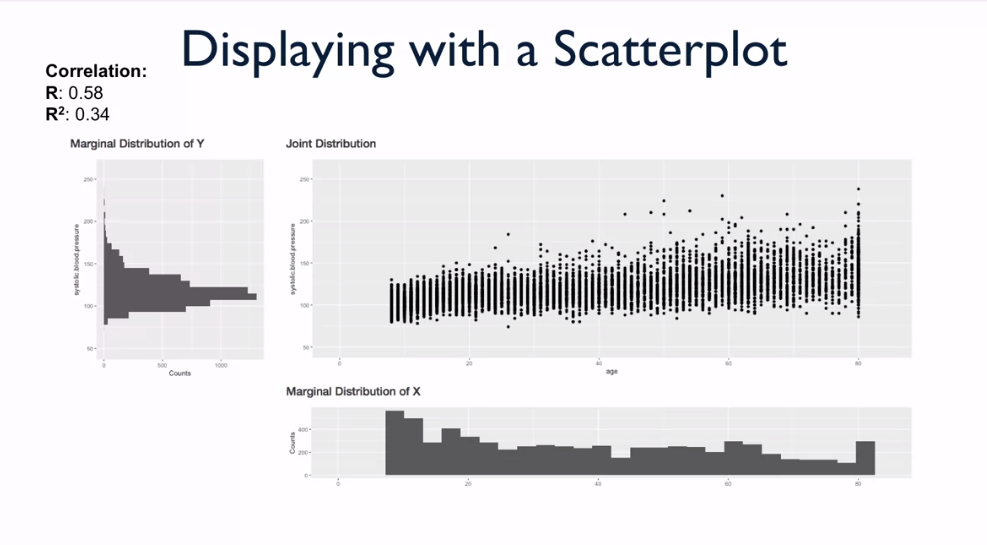 Displaying with a Scatterplot
Correlation:
R: 0.58
R²: 0.34
Marginal Distribution of Y
250
200
150
100
50
systolic.blood.pressure
0 500 1000
Counts
Joint Distribution
250
200
150
100
50
systolic.blood.pressure
0 20 40 60 80
age
Marginal Distribution of X
400
200
0
Counts
0 20 40 60 80